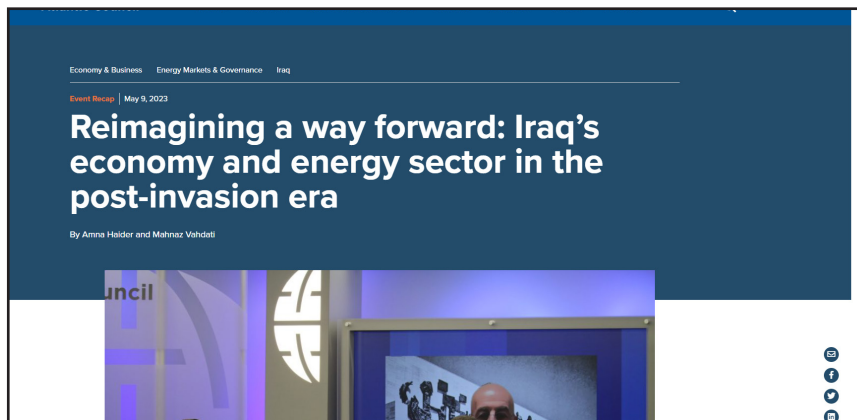 Economy & Business Energy Markets & Governance Iraq
Event Recap | May 9, 2023
Reimagining a way forward: Iraq's
economy and energy sector in the
post-invasion era
By Amna Haider and Mahnaz Vahdati
uncil